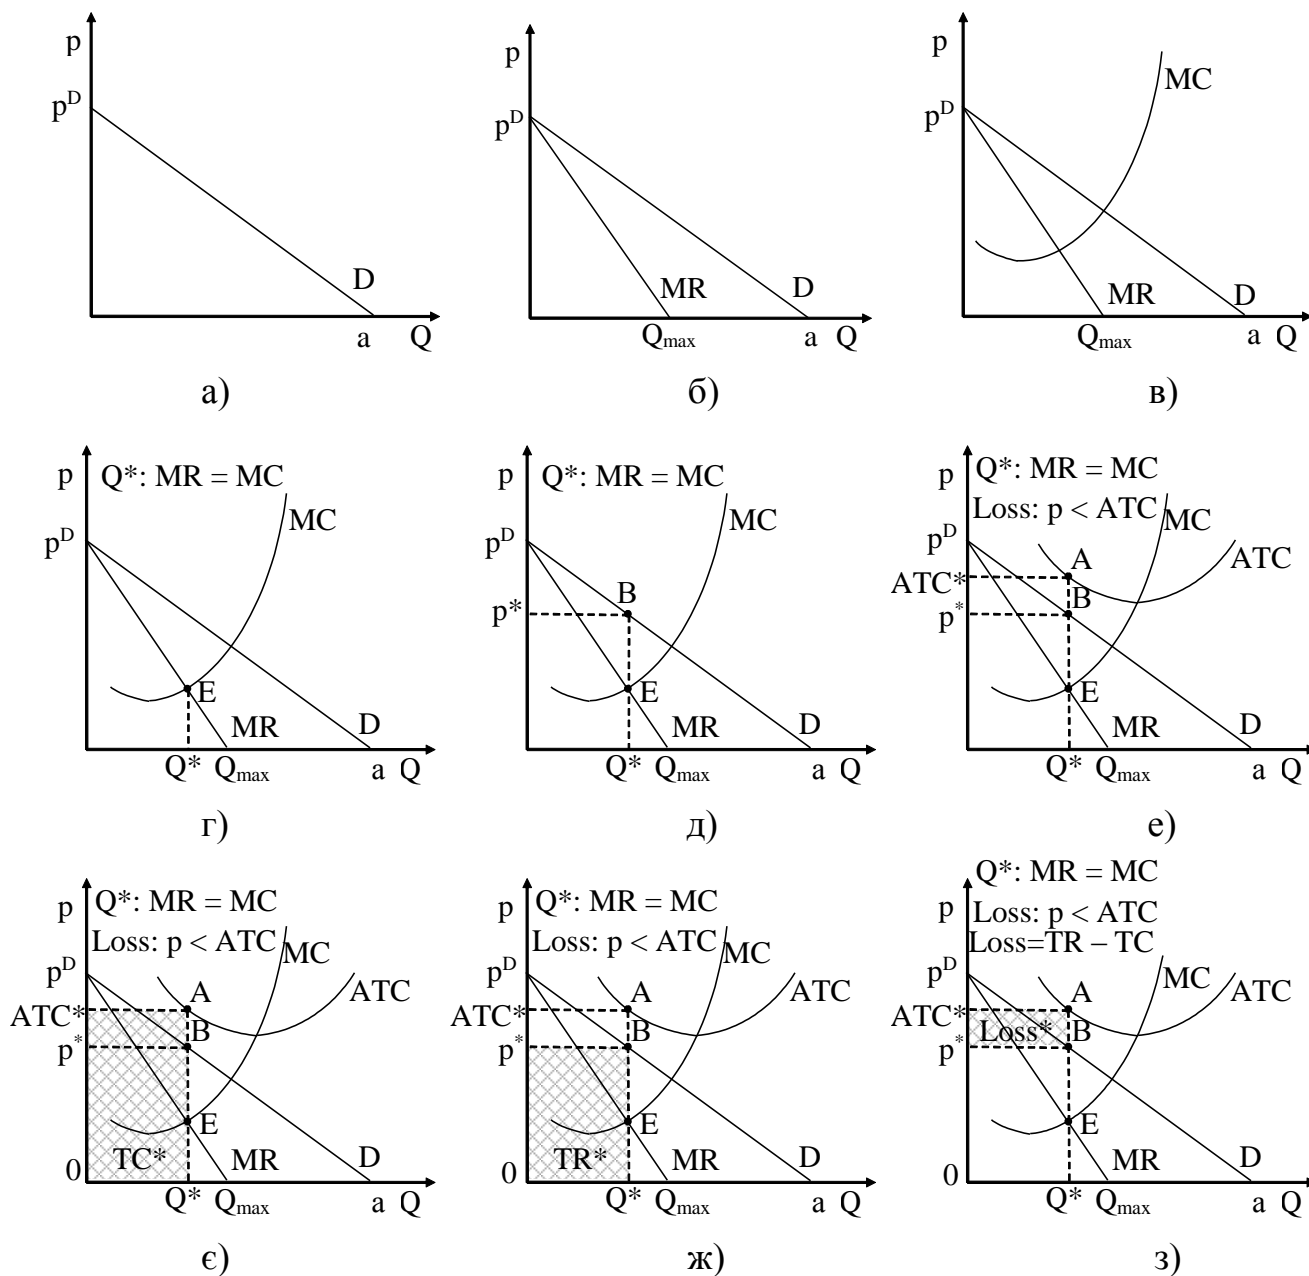 p
p^D
D
a Q
а)
p
p^D
MR
D
Q_max
a Q
б)
p
p^D
MC
MR
D
Q_max
a Q
в)
p
Q*: MR = MC
MC
p^D
E
MR
D
Q* Q_max
a Q
г)
p
Q*: MR = MC
MC
p^D
B
p*
E
MR
D
Q* Q_max
a Q
д)
Q*: MR = MC
p
Loss: p < ATC
MC
p^D
ATC
A
ATC*
B
p*
E
MR
D
Q* Q_max
a Q
е)
Q*: MR = MC
p
Loss: p < ATC
MC
p^D
A
ATC
ATC*
B
p*
E
TC*
MR
D
0
Q* Q_max
a Q
є)
Q*: MR = MC
p
Loss: p < ATC
MC
p^D
A
ATC
ATC*
B
p*
E
TR*
MR
D
0
Q* Q_max
a Q
ж)
Q*: MR = MC
p
Loss: p < ATC
Loss=TR – TC
p^D
MC
A
ATC
ATC*
Loss*
B
p*
E
MR
D
0
Q* Q_max
a Q
з)